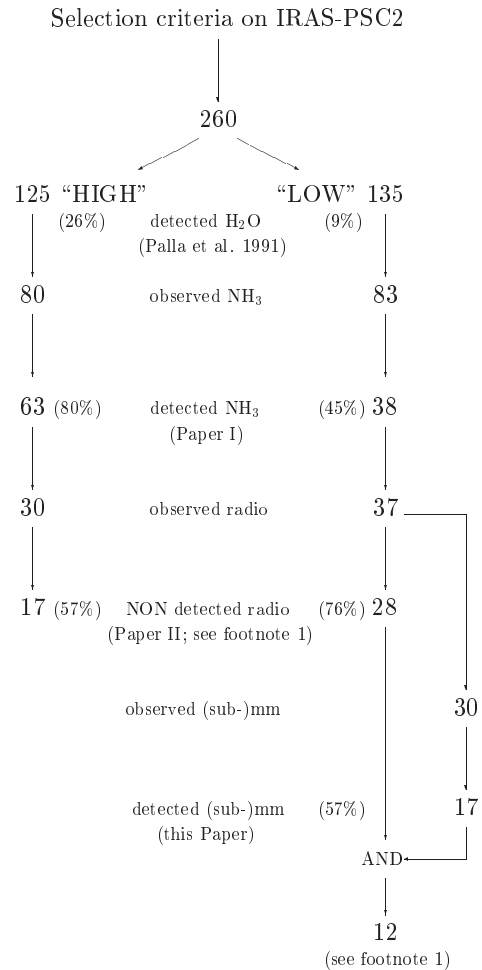 Selection criteria on IRAS-PSC2
260
125 “HIGH” “LOW” 135
(26%) detected H₂O (9%)
(Palla et al. 1991)
80 observed NH₃ 83
63 (80%) detected NH₃ (45%) 38
(Paper I)
30 observed radio 37
17 (57%) NON detected radio (76%) 28
(Paper II; see footnote 1)
observed (sub-)mm 30
detected (sub-)mm (57%) 17
(this Paper)
AND
12
(see footnote 1)